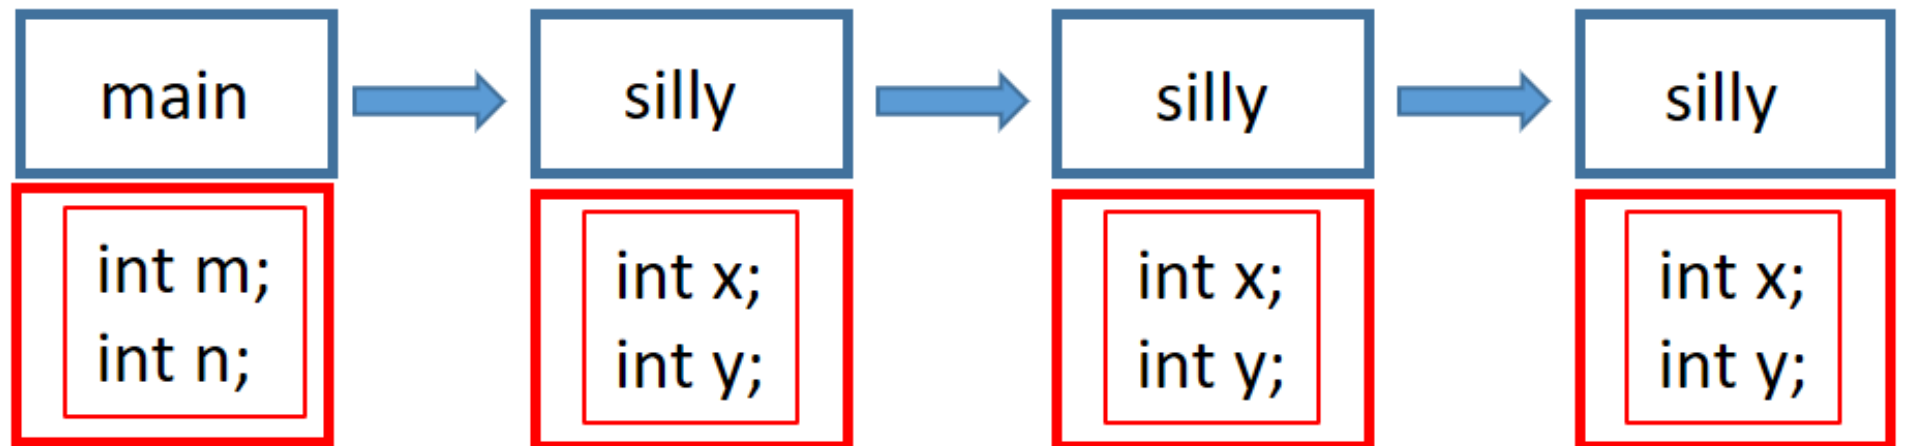 main
silly
silly
silly
int m;
int n;
int x;
int y;
int x;
int y;
int x;
int y;